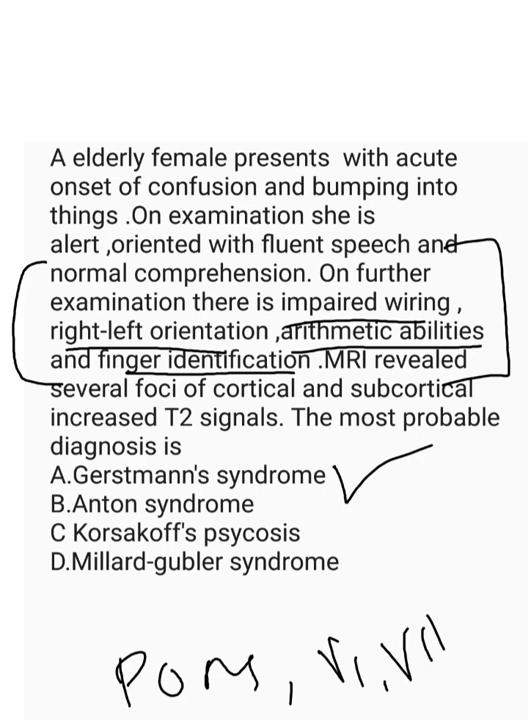 A elderly female presents with acute
onset of confusion and bumping into
things .On examination she is
alert ,oriented with fluent speech and
normal comprehension. On further
examination there is impaired wiring ,
right-left orientation ,arithmetic abilities
and finger identification .MRI revealed
several foci of cortical and subcortical
increased T2 signals. The most probable
diagnosis is
A.Gerstmann's syndrome
B.Anton syndrome
C Korsakoff's psycosis
D.Millard-gubler syndrome
Pons, VI, VII